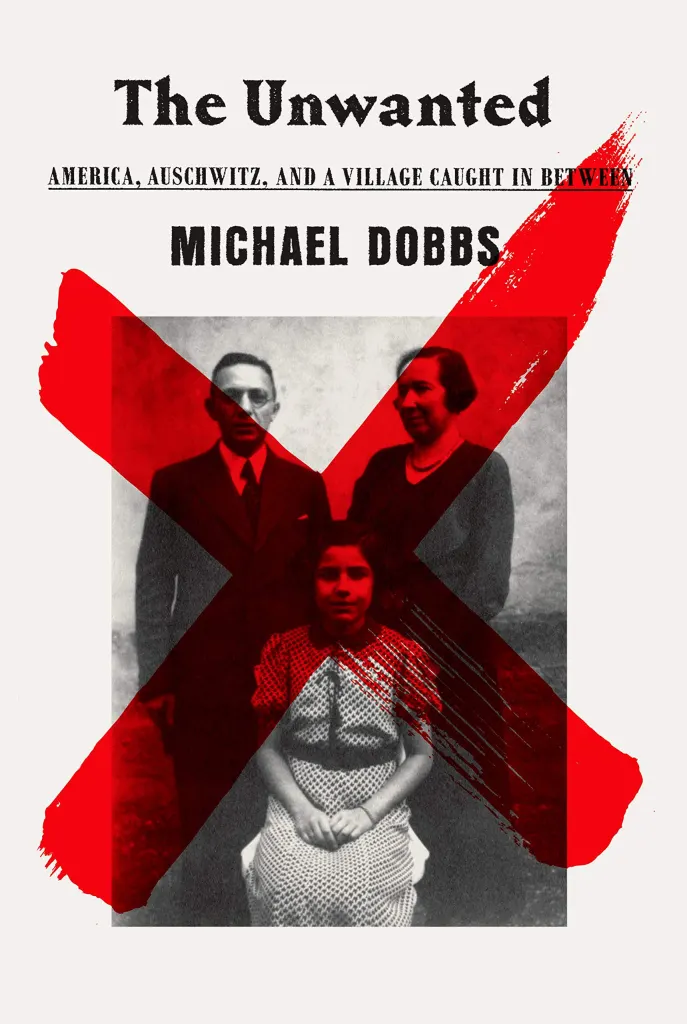 The Unwanted
AMERICA, AUSCHWITZ, AND A VILLAGE CAUGHT IN BETWEEN
MICHAEL DOBBS